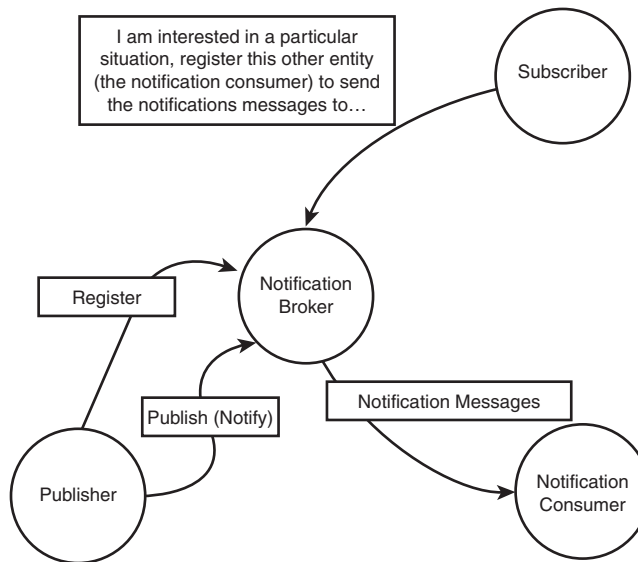 I am interested in a particular
situation, register this other entity
(the notification consumer) to send
the notifications messages to…
Subscriber
Notification
Broker
Register
Publish (Notify)
Notification Messages
Publisher
Notification
Consumer